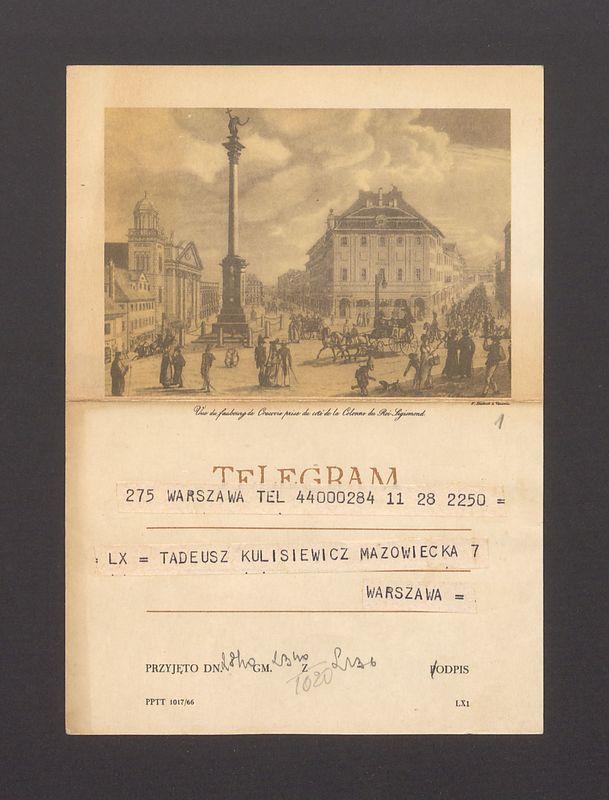 Vue du faubourg de Cracovie prise du coté de la Colonne du Roi Sigismond.
1
TELEGRAM
275 WARSZAWA TEL 44000284 11 28 2250 =
LX = TADEUSZ KULISIEWICZ MAZOWIECKA 7
WARSZAWA =
PRZYJĘTO DN. GM. Z PODPIS
1020
PPTT 1017/66 LX1